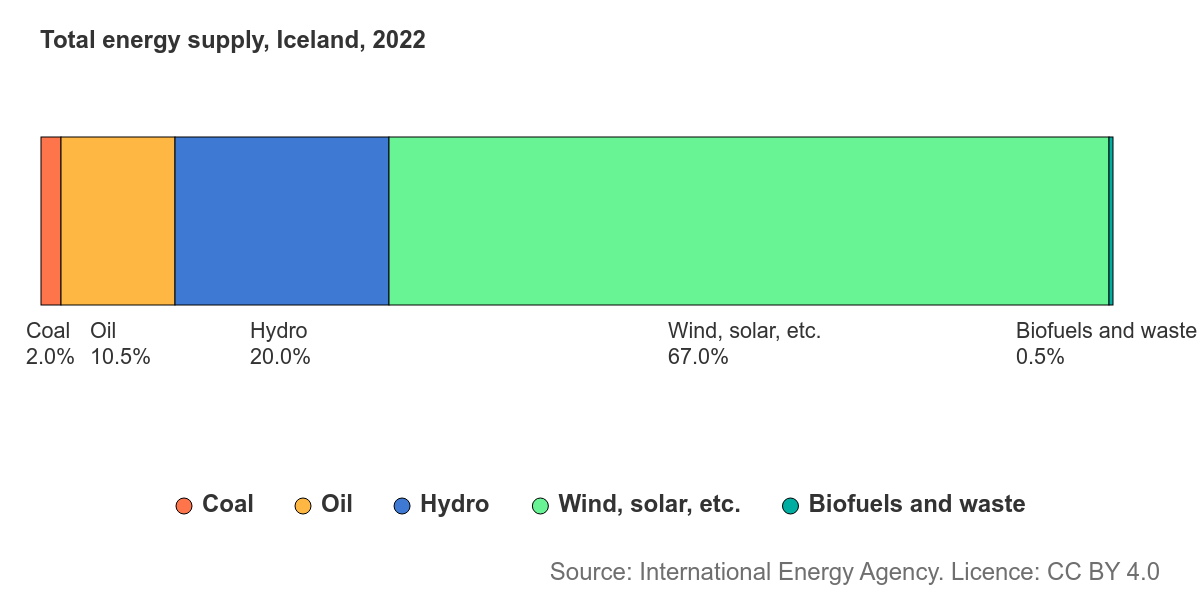 Total energy supply, Iceland, 2022
Coal
2.0%
Oil
10.5%
Hydro
20.0%
Wind, solar, etc.
67.0%
Biofuels and waste
0.5%
Coal
Oil
Hydro
Wind, solar, etc.
Biofuels and waste
Source: International Energy Agency. Licence: CC BY 4.0